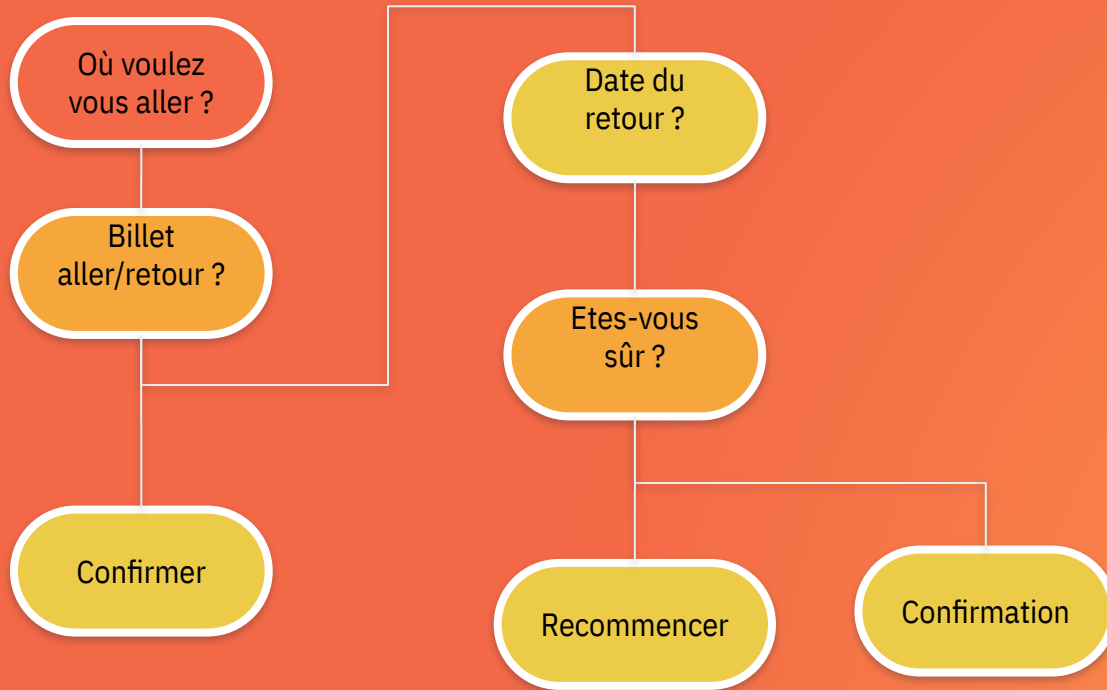 Où voulez
vous aller ?
Billet
aller/retour ?
Confirmer
Date du
retour ?
Etes-vous
sûr ?
Recommencer
Confirmation